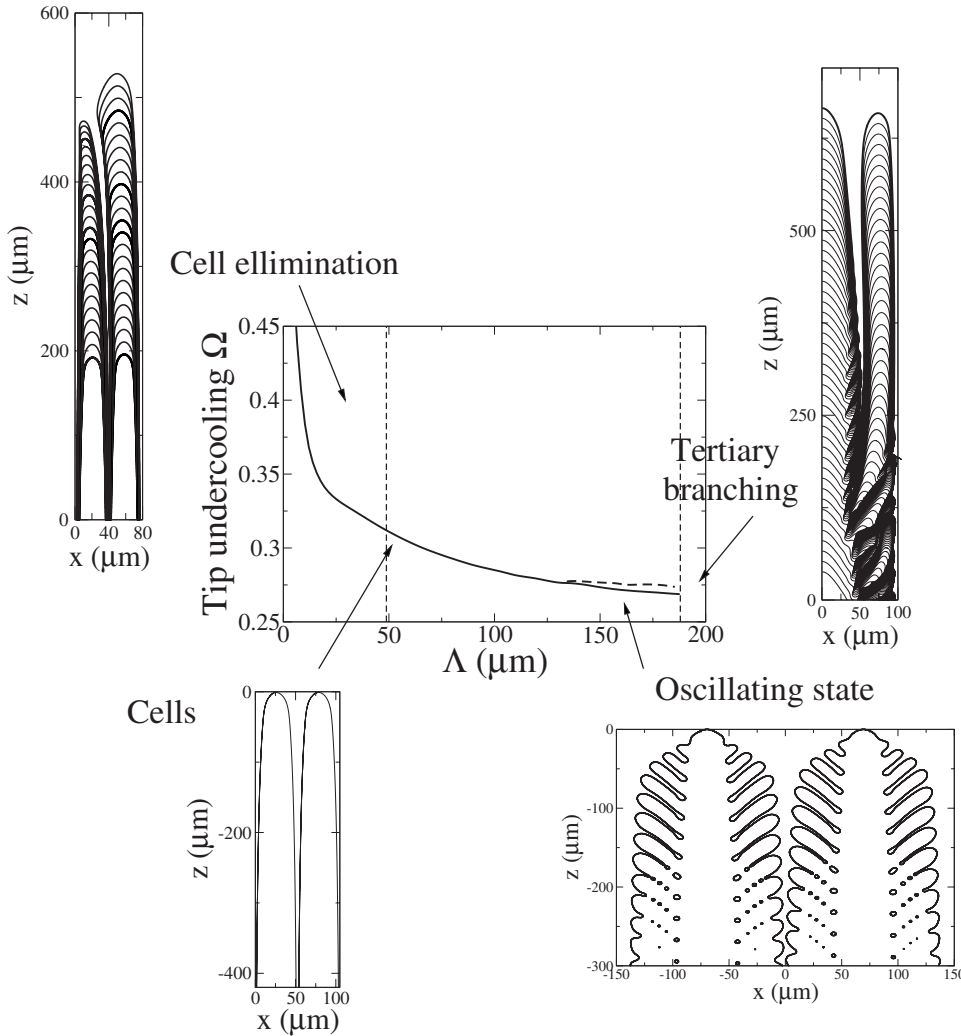 600
400
200
0
z (μm)
0 40 80
x (μm)
Cell ellimination
500
250
0
z (μm)
0 50 100
x (μm)
0.45
0.4
0.35
0.3
0.25
Tip undercooling Ω
0 50 100 150 200
Λ (μm)
Tertiary
branching
Cells
Oscillating state
0
-200
-400
z (μm)
0 50 100
x (μm)
0
-100
-200
-300
z (μm)
-150 -100 -50 0 50 100 150
x (μm)